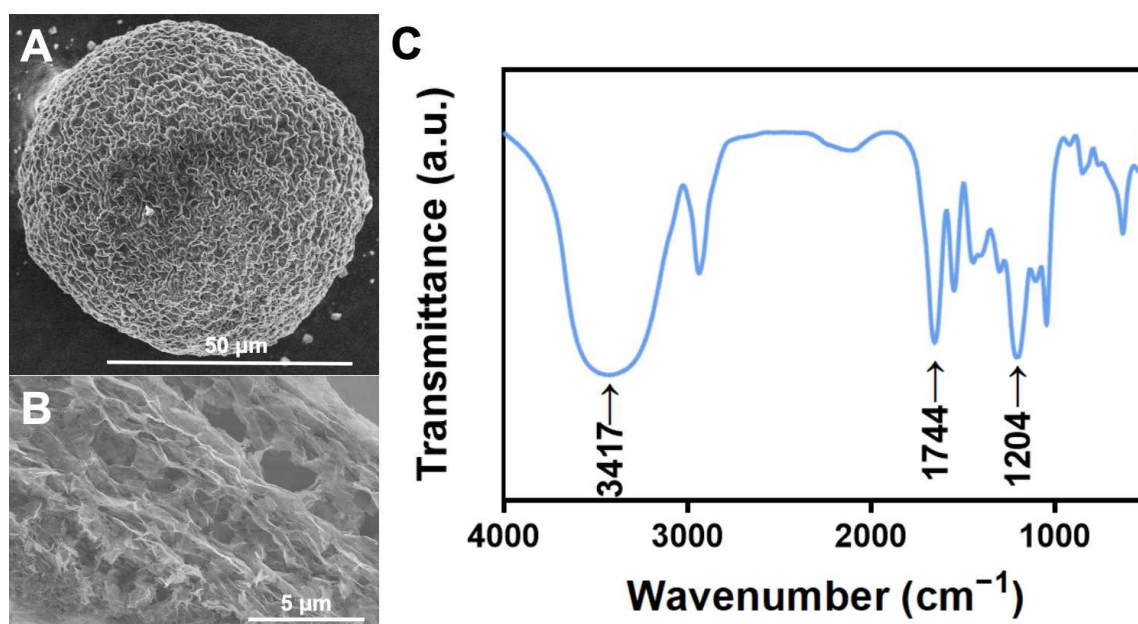 A
50 µm
B
5 µm
C
Transmittance (a.u.)
3417
1744
1204
4000
3000
2000
1000
Wavenumber (cm⁻¹)